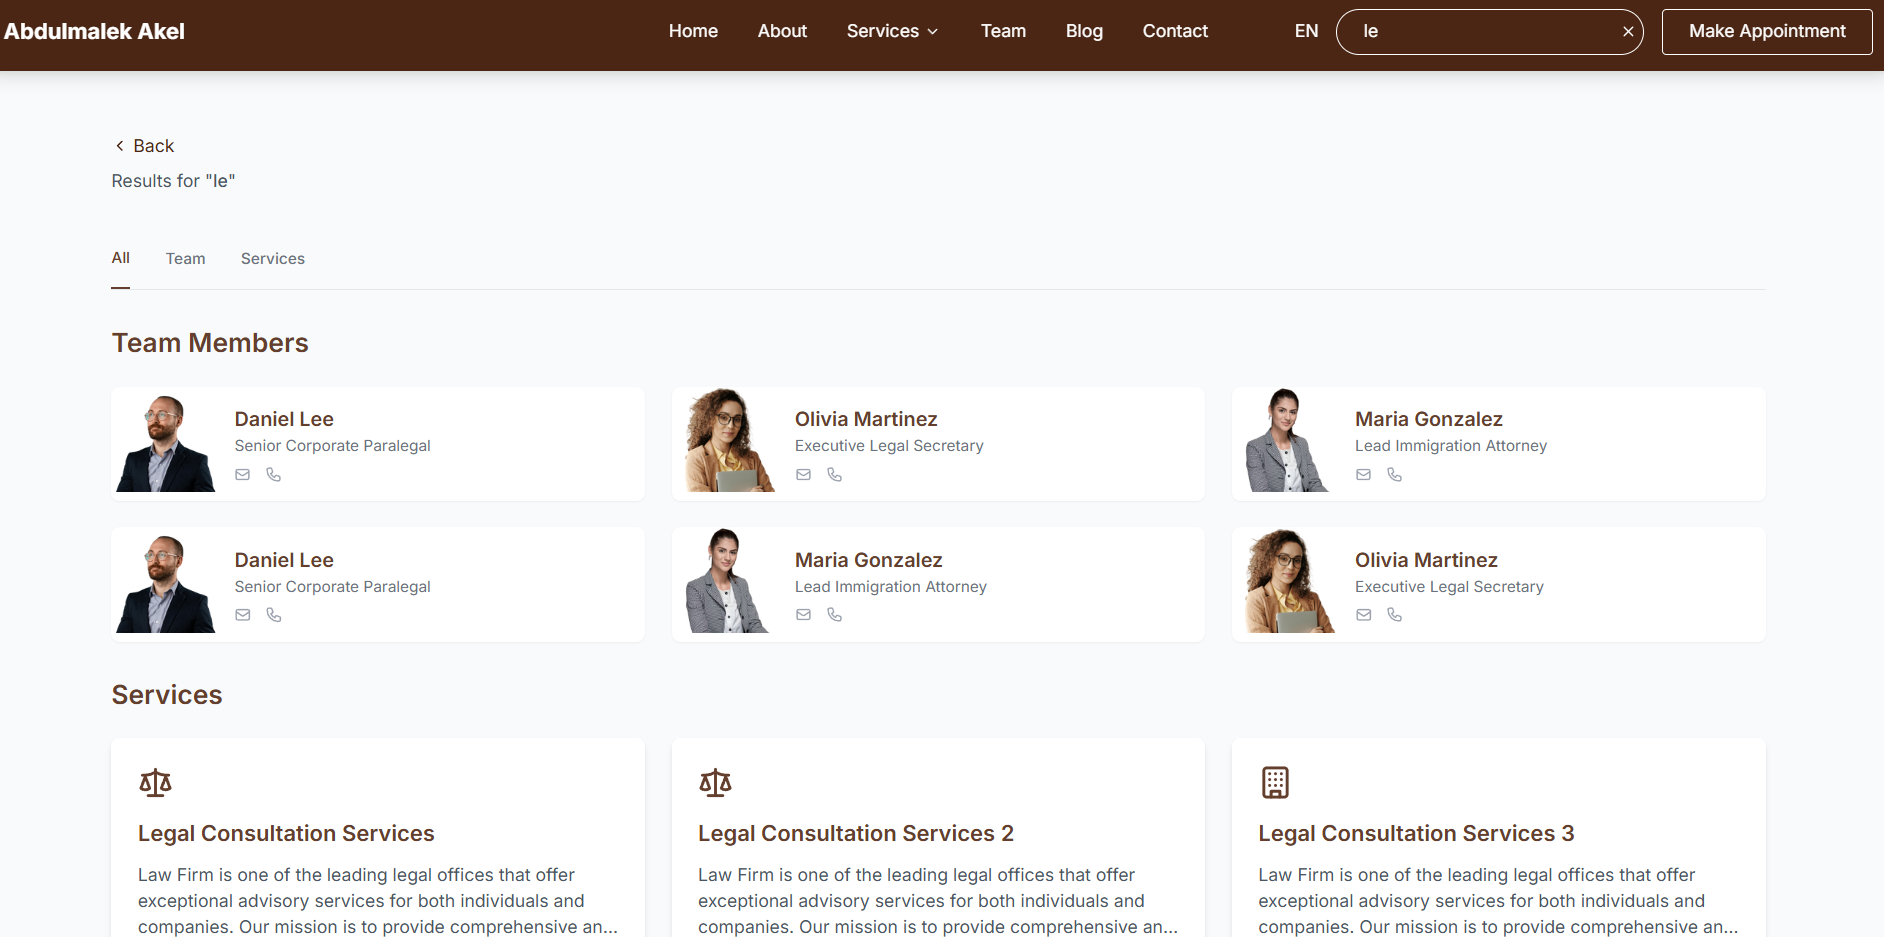 Abdulmalek Akel
Home About Services Team Blog Contact EN le Make Appointment
Back
Results for "le"
All Team Services
Team Members
Daniel Lee
Senior Corporate Paralegal
Olivia Martinez
Executive Legal Secretary
Maria Gonzalez
Lead Immigration Attorney
Daniel Lee
Senior Corporate Paralegal
Maria Gonzalez
Lead Immigration Attorney
Olivia Martinez
Executive Legal Secretary
Services
Legal Consultation Services
Law Firm is one of the leading legal offices that offer
exceptional advisory services for both individuals and
companies. Our mission is to provide comprehensive an...
Legal Consultation Services 2
Law Firm is one of the leading legal offices that offer
exceptional advisory services for both individuals and
companies. Our mission is to provide comprehensive an...
Legal Consultation Services 3
Law Firm is one of the leading legal offices that offer
exceptional advisory services for both individuals and
companies. Our mission is to provide comprehensive an...